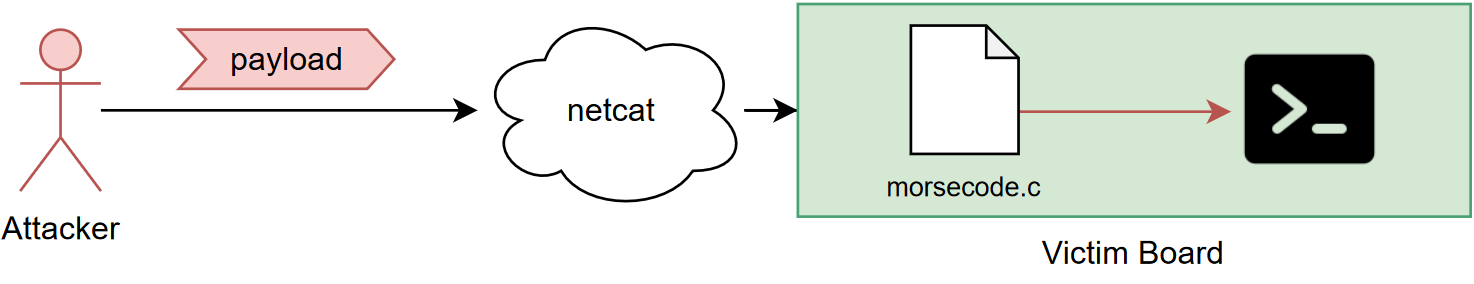 payload
netcat
morsecode.c
Attacker
Victim Board